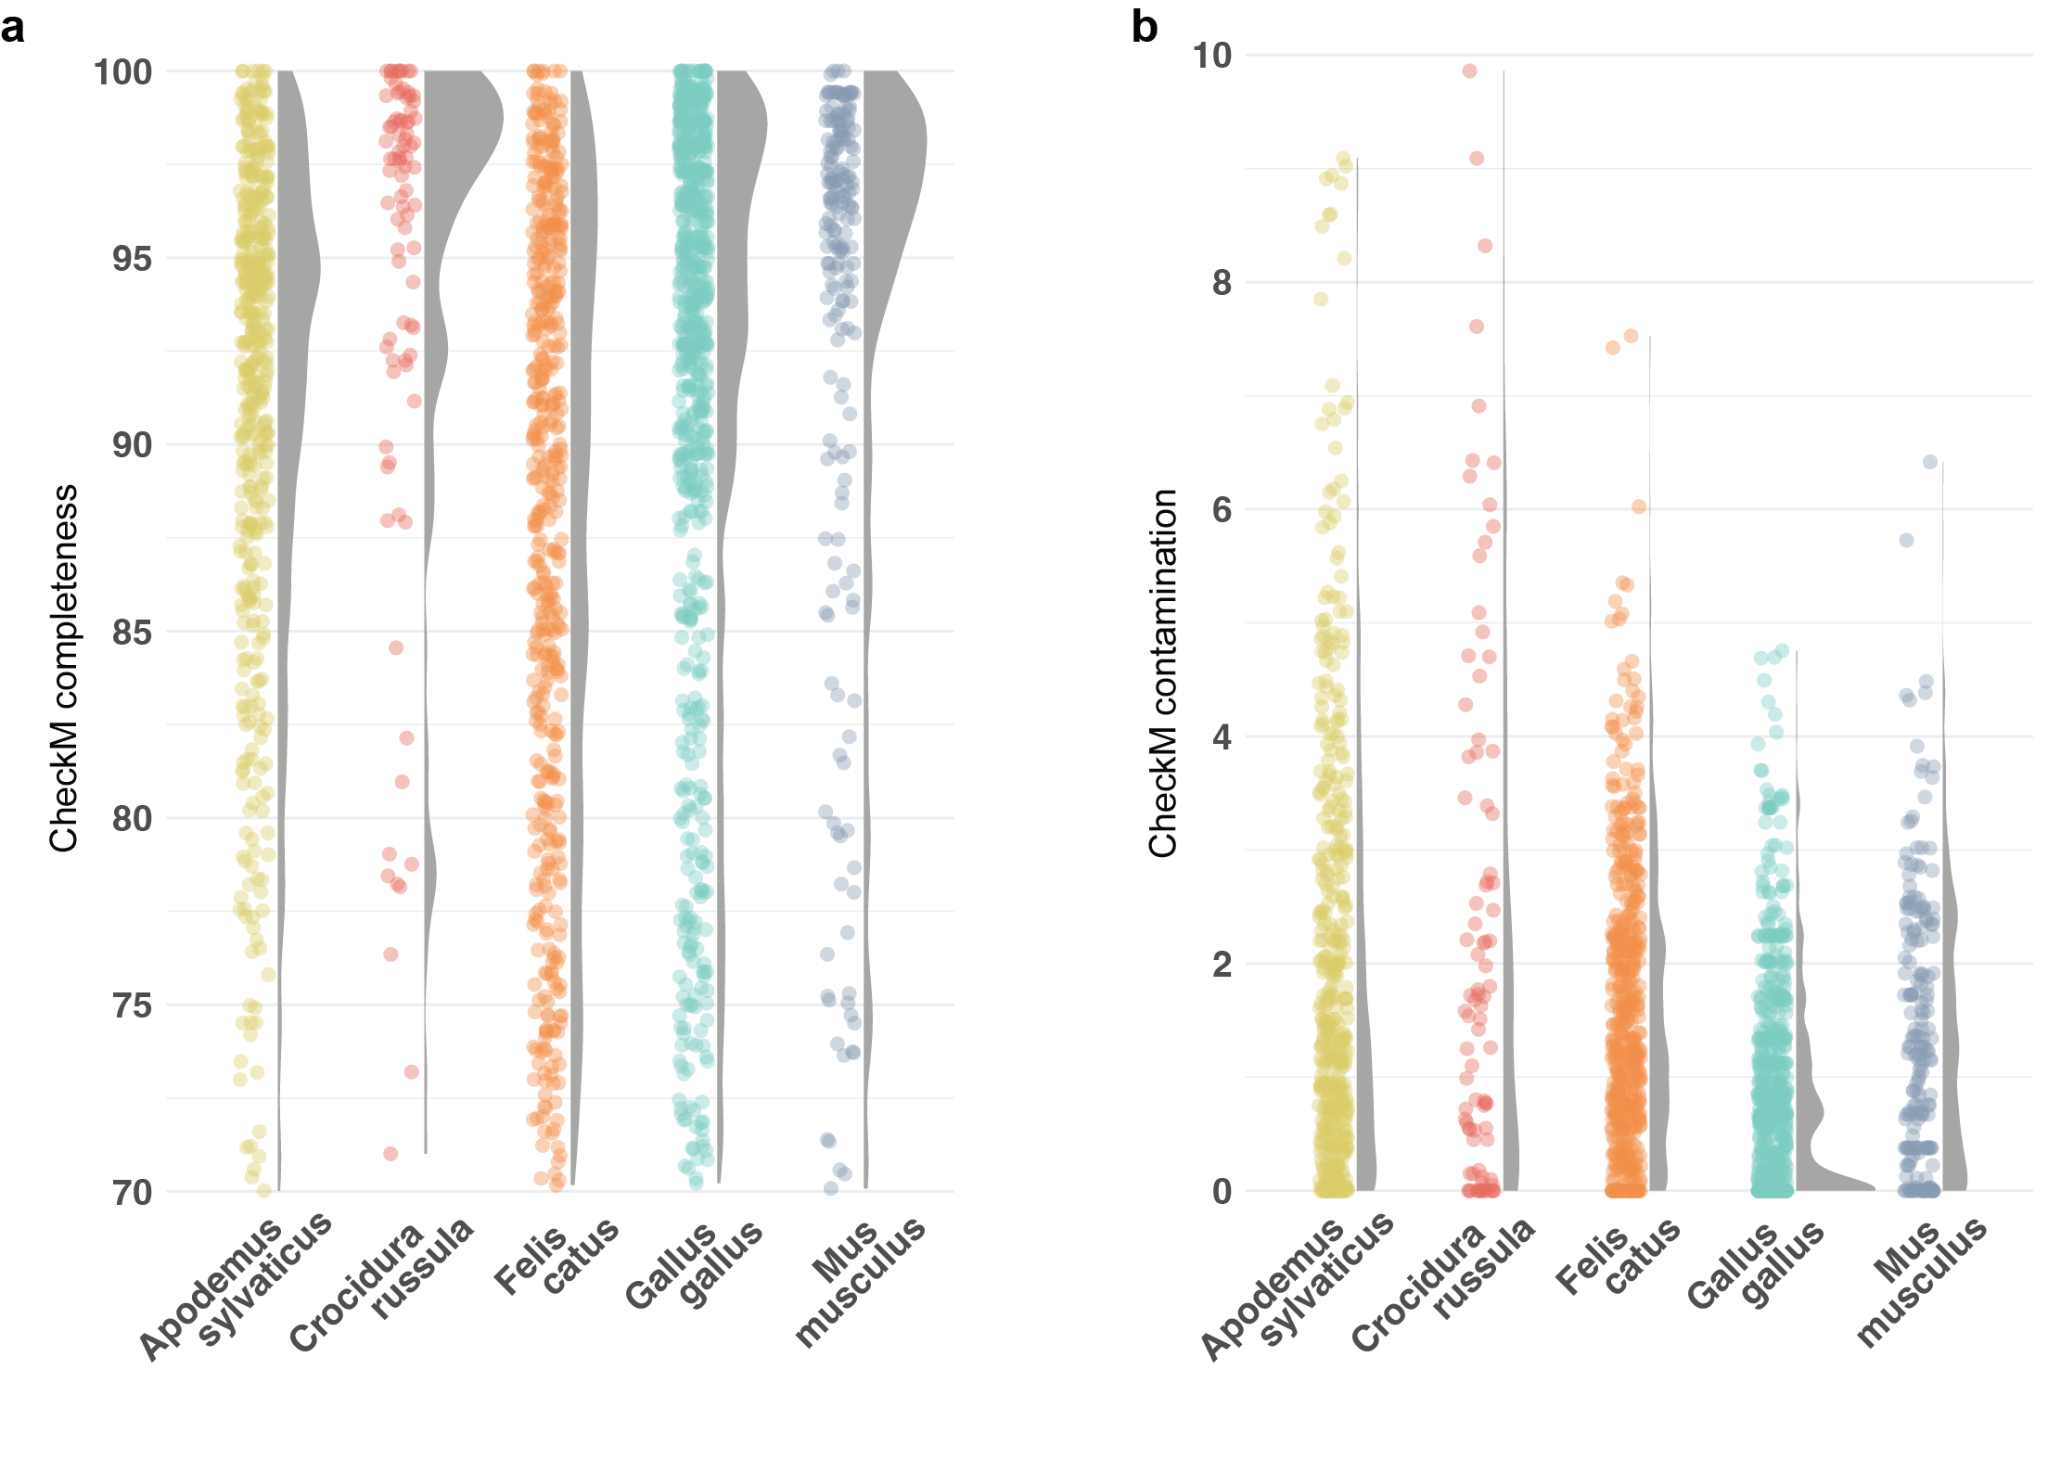 a
CheckM completeness
100
95
90
85
80
75
70
Apodemus
sylvaticus
Crocidura
russula
Felis
catus
Gallus
gallus
Mus
musculus
b
CheckM contamination
10
8
6
4
2
0
Apodemus
sylvaticus
Crocidura
russula
Felis
catus
Gallus
gallus
Mus
musculus